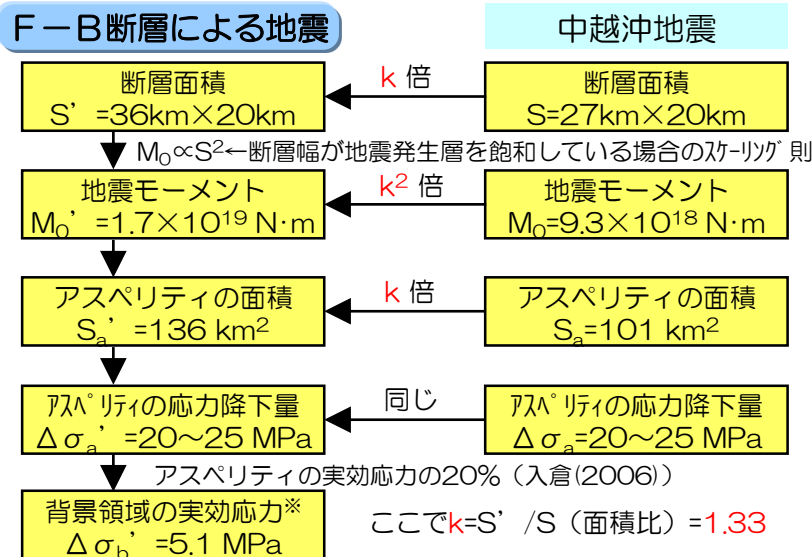 F－B断層による地震
中越沖地震
断層面積
S’=36km×20km
k 倍
断層面積
S=27km×20km
M₀∝S²←断層幅が地震発生層を飽和している場合のｽｹｰﾘﾝｸﾞ則
地震モーメント
M₀’=1.7×10¹⁹ N·m
k² 倍
地震モーメント
M₀=9.3×10¹⁸ N·m
アスペリティの面積
Sₐ’=136 km²
k 倍
アスペリティの面積
Sₐ=101 km²
ｱｽﾍﾟﾘﾃｨの応力降下量
Δσₐ’=20～25 MPa
同じ
ｱｽﾍﾟﾘﾃｨの応力降下量
Δσₐ=20～25 MPa
アスペリティの実効応力の20%（入倉(2006)）
背景領域の実効応力※
Δσb’=5.1 MPa
ここでk=S’/S（面積比）=1.33